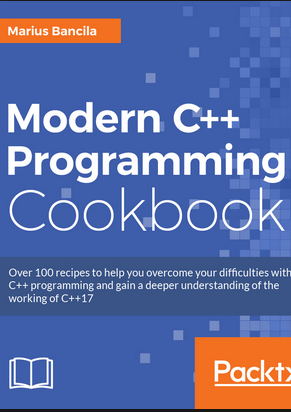 Marius Bancila
Modern C++
Programming
Cookbook
Over 100 recipes to help you overcome your difficulties with
C++ programming and gain a deeper understanding of the
working of C++17
Packt>